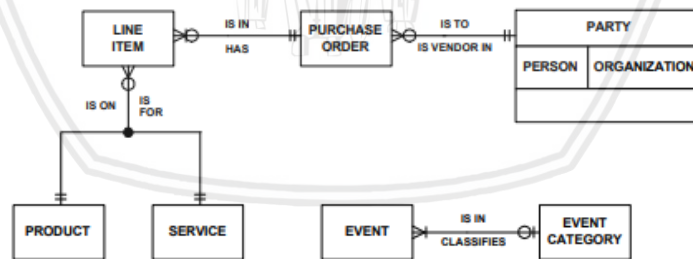 LINE
ITEM
IS IN
HAS
PURCHASE
ORDER
IS TO
IS VENDOR IN
PARTY
PERSON
ORGANIZATION
IS ON
IS
FOR
PRODUCT
SERVICE
EVENT
IS IN
CLASSIFIES
EVENT
CATEGORY